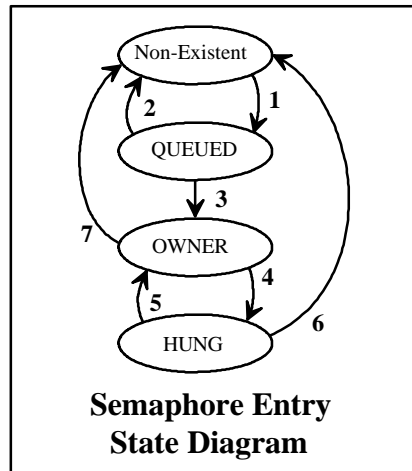 Non-Existent
2
1
QUEUED
3
7
OWNER
4
5
6
HUNG
Semaphore Entry
State Diagram